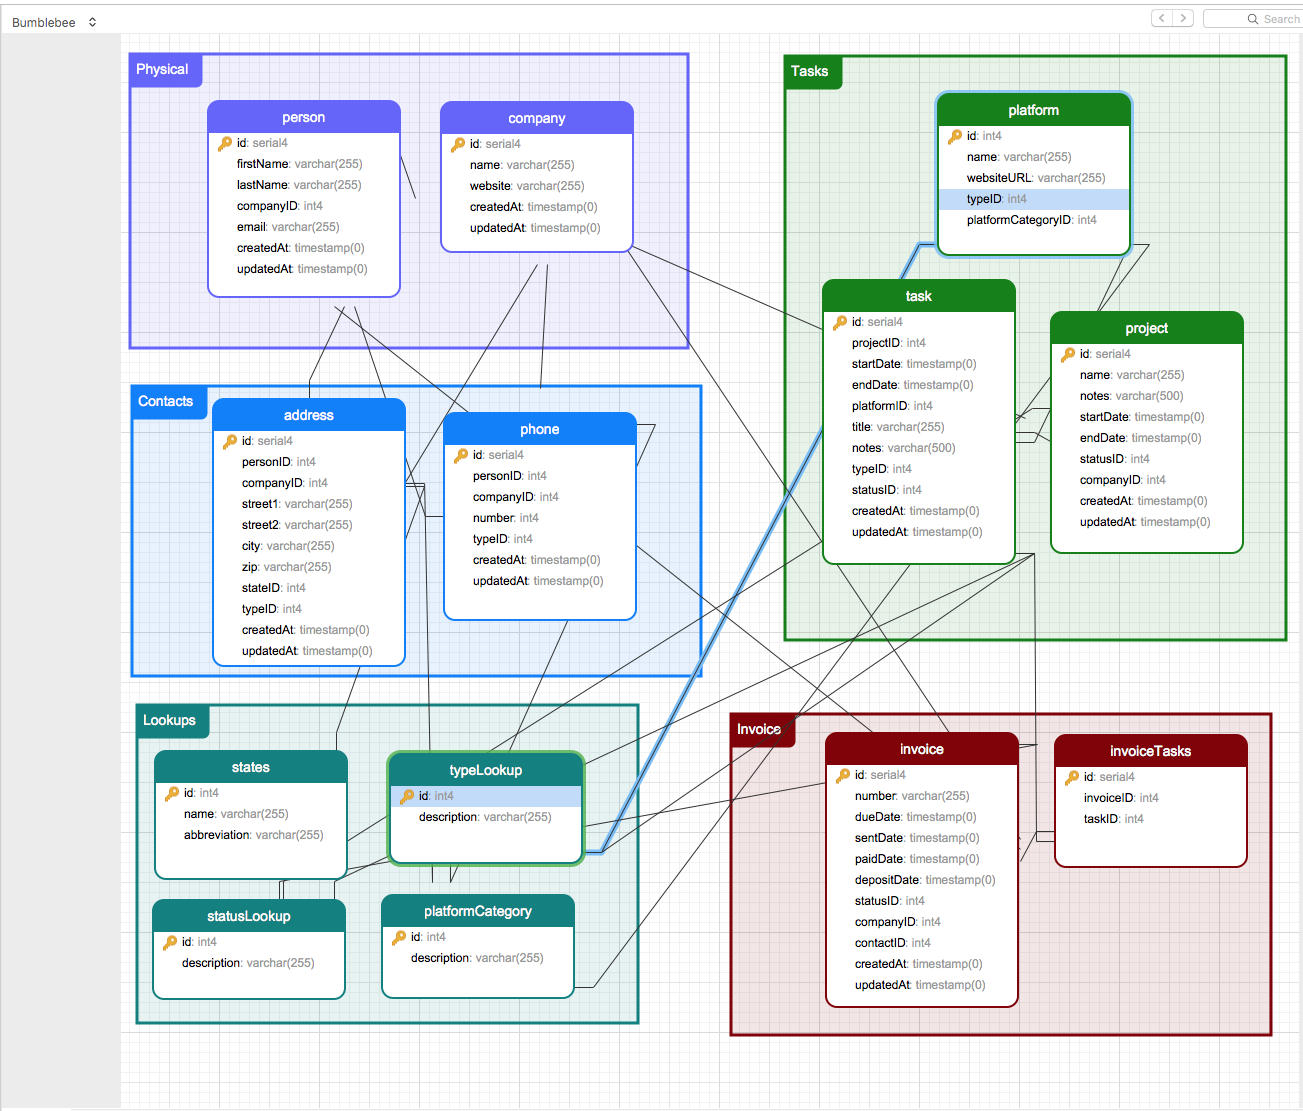 Bumblebee
Search
Physical
person
id: serial4
firstName: varchar(255)
lastName: varchar(255)
companyID: int4
email: varchar(255)
createdAt: timestamp(0)
updatedAt: timestamp(0)
company
id: serial4
name: varchar(255)
website: varchar(255)
createdAt: timestamp(0)
updatedAt: timestamp(0)
Tasks
platform
id: int4
name: varchar(255)
websiteURL: varchar(255)
typeID: int4
platformCategoryID: int4
task
id: serial4
projectID: int4
startDate: timestamp(0)
endDate: timestamp(0)
platformID: int4
title: varchar(255)
notes: varchar(500)
typeID: int4
statusID: int4
createdAt: timestamp(0)
updatedAt: timestamp(0)
project
id: serial4
name: varchar(255)
notes: varchar(500)
startDate: timestamp(0)
endDate: timestamp(0)
statusID: int4
companyID: int4
createdAt: timestamp(0)
updatedAt: timestamp(0)
Contacts
address
id: serial4
personID: int4
companyID: int4
street1: varchar(255)
street2: varchar(255)
city: varchar(255)
zip: varchar(255)
stateID: int4
typeID: int4
createdAt: timestamp(0)
updatedAt: timestamp(0)
phone
id: serial4
personID: int4
companyID: int4
number: int4
typeID: int4
createdAt: timestamp(0)
updatedAt: timestamp(0)
Lookups
states
id: int4
name: varchar(255)
abbreviation: varchar(255)
typeLookup
id: int4
description: varchar(255)
statusLookup
id: int4
description: varchar(255)
platformCategory
id: int4
description: varchar(255)
Invoice
invoice
id: serial4
number: varchar(255)
dueDate: timestamp(0)
sentDate: timestamp(0)
paidDate: timestamp(0)
depositDate: timestamp(0)
statusID: int4
companyID: int4
contactID: int4
createdAt: timestamp(0)
updatedAt: timestamp(0)
invoiceTasks
id: serial4
invoiceID: int4
taskID: int4